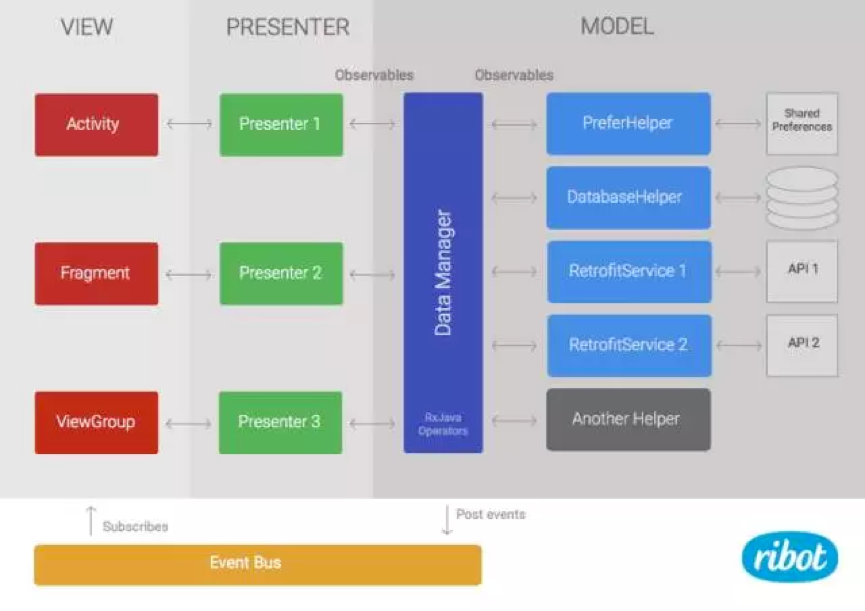 VIEW
PRESENTER
MODEL
Observables
Observables
Activity
Presenter 1
PreferHelper
Shared
Preferences
DatabaseHelper
Data Manager
Fragment
Presenter 2
RetrofitService 1
API 1
RetrofitService 2
API 2
ViewGroup
Presenter 3
RxJava
Operators
Another Helper
Subscribes
Post events
Event Bus
ribot